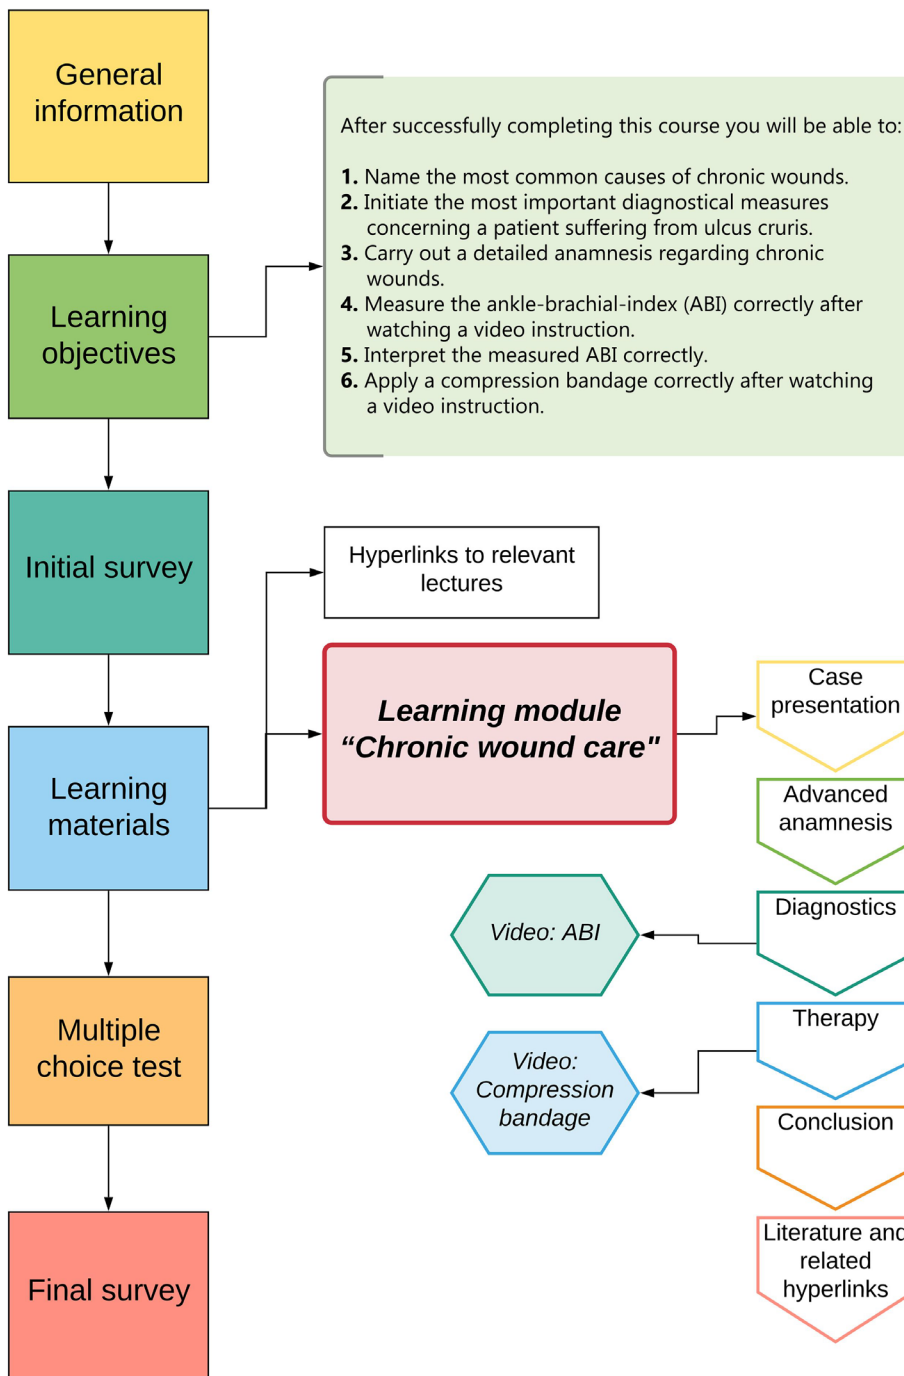 General
information
After successfully completing this course you will be able to:
1. Name the most common causes of chronic wounds.
2. Initiate the most important diagnostical measures
concerning a patient suffering from ulcus cruris.
3. Carry out a detailed anamnesis regarding chronic
wounds.
4. Measure the ankle-brachial-index (ABI) correctly after
watching a video instruction.
5. Interpret the measured ABI correctly.
6. Apply a compression bandage correctly after watching
a video instruction.
Learning
objectives
Initial survey
Hyperlinks to relevant
lectures
Learning module
“Chronic wound care"
Case
presentation
Learning
materials
Advanced
anamnesis
Diagnostics
Video: ABI
Therapy
Video:
Compression
bandage
Multiple
choice test
Conclusion
Literature and
related
hyperlinks
Final survey